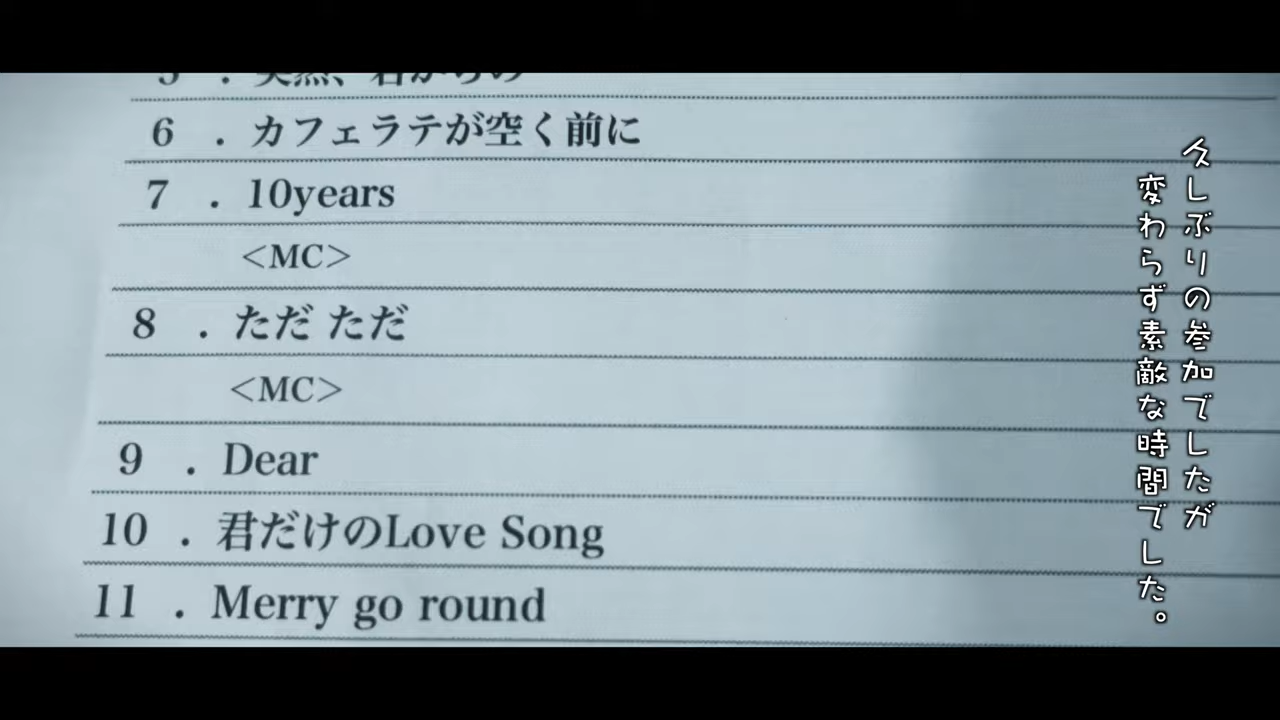 6 . カフェラテが空く前に
7 . 10years
<MC>
8 . ただ ただ
<MC>
9 . Dear
10 . 君だけのLove Song
11 . Merry go round
久しぶりの参加でしたが
変わらず素敵な時間でした。